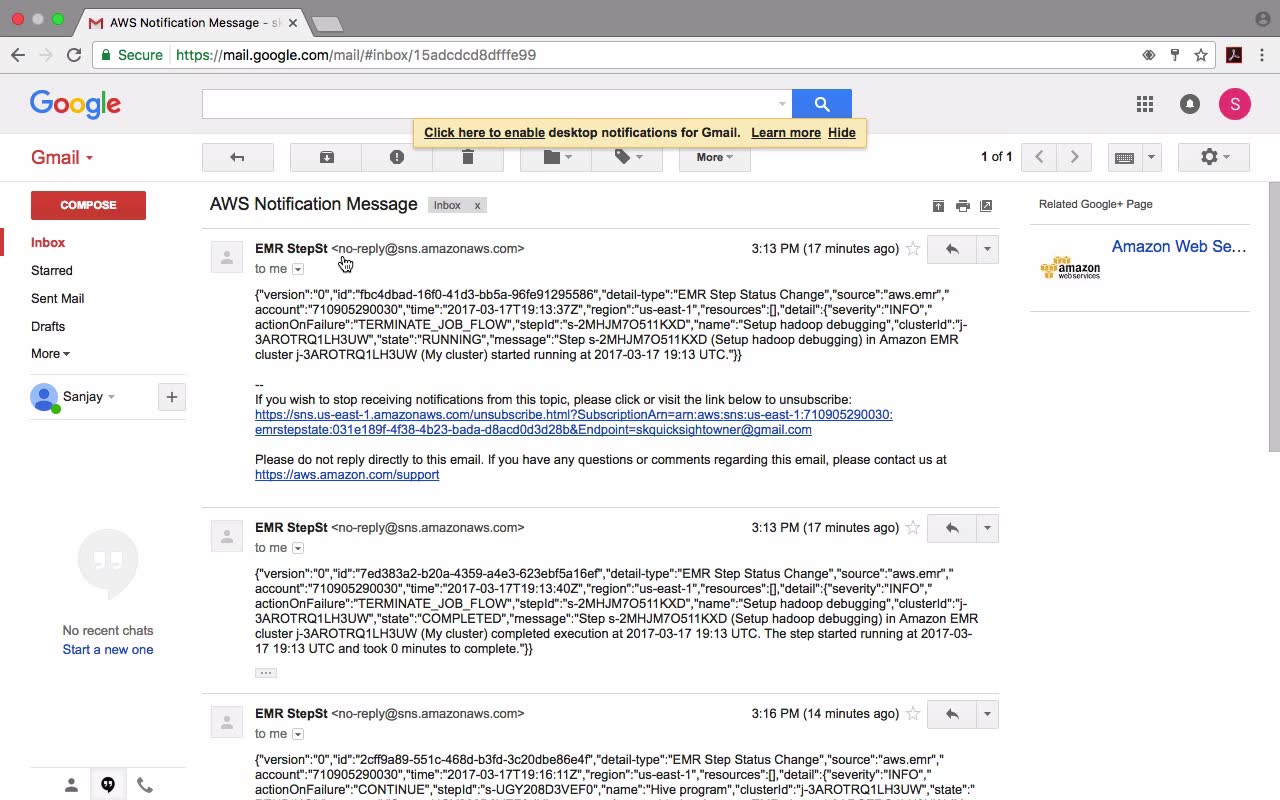 AWS Notification Message - s
Secure
https://mail.google.com/mail/#inbox/15adcdcd8dfffe99
Google
S
Click here to enable desktop notifications for Gmail. Learn more Hide
Gmail
More
1 of 1
COMPOSE
Inbox
Starred
Sent Mail
Drafts
More
Sanjay
No recent chats
Start a new one
AWS Notification Message
Inbox x
EMR StepSt <no-reply@sns.amazonaws.com>
3:13 PM (17 minutes ago)
to me
{"version":"0","id":"fbc4dbad-16f0-41d3-bb5a-96fe91295586","detail-type":"EMR Step Status Change","source":"aws.emr","
account":"710905290030","time":"2017-03-17T19:13:37Z","region":"us-east-1","resources":[],"detail":{"severity":"INFO","
actionOnFailure":"TERMINATE_JOB_FLOW","stepId":"s-2MHJM7O511KXD","name":"Setup hadoop debugging","clusterId":"j-
3AROTRQ1LH3UW","state":"RUNNING","message":"Step s-2MHJM7O511KXD (Setup hadoop debugging) in Amazon EMR
cluster j-3AROTRQ1LH3UW (My cluster) started running at 2017-03-17 19:13 UTC."}}
--
If you wish to stop receiving notifications from this topic, please click or visit the link below to unsubscribe:
https://sns.us-east-1.amazonaws.com/unsubscribe.html?SubscriptionArn=arn:aws:sns:us-east-1:710905290030:
emrstepstate:031e189f-4f38-4b23-bada-d8acd0d3d28b&Endpoint=skquicksightowner@gmail.com
Please do not reply directly to this email. If you have any questions or comments regarding this email, please contact us at
https://aws.amazon.com/support
EMR StepSt <no-reply@sns.amazonaws.com>
3:13 PM (17 minutes ago)
to me
{"version":"0","id":"7ed383a2-b20a-4359-a4e3-623ebf5a16ef","detail-type":"EMR Step Status Change","source":"aws.emr","
account":"710905290030","time":"2017-03-17T19:13:40Z","region":"us-east-1","resources":[],"detail":{"severity":"INFO","
actionOnFailure":"TERMINATE_JOB_FLOW","stepId":"s-2MHJM7O511KXD","name":"Setup hadoop debugging","clusterId":"j-
3AROTRQ1LH3UW","state":"COMPLETED","message":"Step s-2MHJM7O511KXD (Setup hadoop debugging) in Amazon EMR
cluster j-3AROTRQ1LH3UW (My cluster) completed execution at 2017-03-17 19:13 UTC. The step started running at 2017-03-
17 19:13 UTC and took 0 minutes to complete."}}
EMR StepSt <no-reply@sns.amazonaws.com>
3:16 PM (14 minutes ago)
to me
{"version":"0","id":"2cff9a89-551c-468d-b3fd-3c20dbe86e4f","detail-type":"EMR Step Status Change","source":"aws.emr","
account":"710905290030","time":"2017-03-17T19:16:11Z","region":"us-east-1","resources":[],"detail":{"severity":"INFO","
actionOnFailure":"CONTINUE","stepId":"s-UGY208D3VEF0","name":"Hive program","clusterId":"j-3AROTRQ1LH3UW","state":"
Related Google+ Page
Amazon Web Se...
amazon
webservices